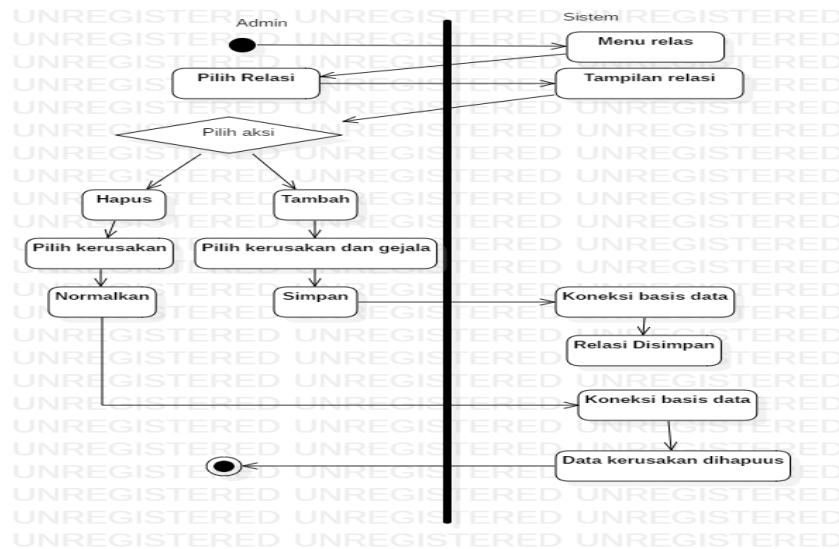 Admin
Sistem
Menu relas
Pilih Relasi
Tampilan relasi
Pilih aksi
Hapus
Tambah
Pilih kerusakan
Pilih kerusakan dan gejala
Normalkan
Simpan
Koneksi basis data
Relasi Disimpan
Koneksi basis data
Data kerusakan dihapuus
UNREGISTERED